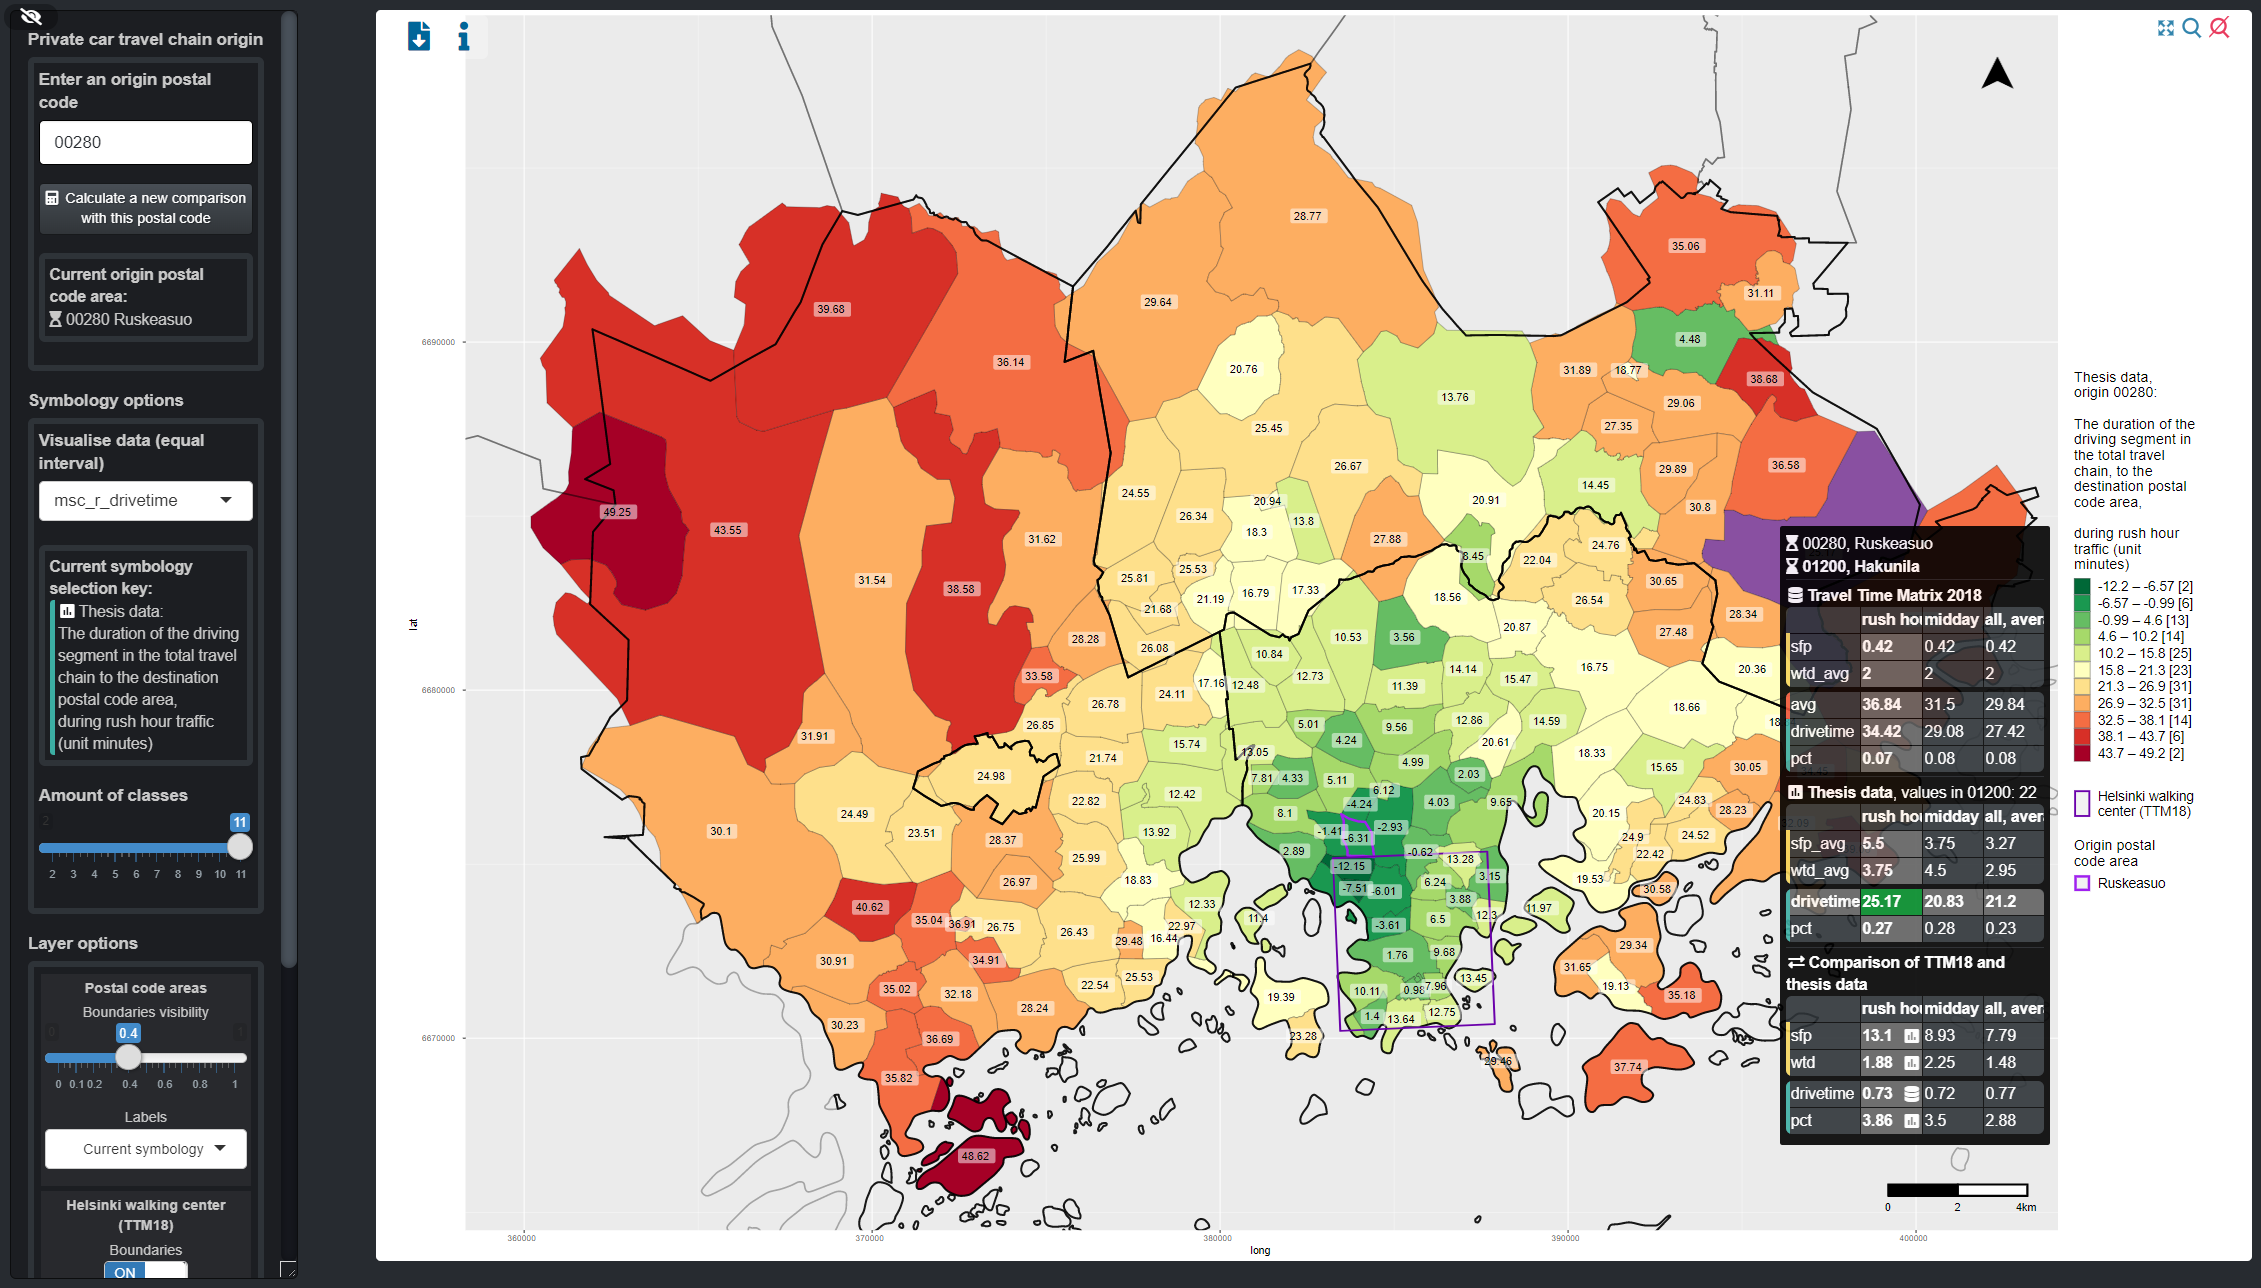 Private car travel chain origin
Enter an origin postal
code
00280
Calculate a new comparison
with this postal code
Current origin postal
code area:
00280 Ruskeasuo
Symbology options
Visualise data (equal
interval)
msc_r_drivetime
Current symbology
selection key:
Thesis data:
The duration of the driving
segment in the total travel
chain to the destination
postal code area,
during rush hour traffic
(unit minutes)
Amount of classes
2 11
2 3 4 5 6 7 8 9 10 11
Layer options
Postal code areas
Boundaries visibility
0 0.4 1
0 0.1 0.2 0.4 0.6 0.8 1
Labels
Current symbology
Helsinki walking center
(TTM18)
Boundaries
ON
lat
6690000
6680000
6670000
360000 370000 380000 390000 400000
long
28.77
35.06
31.11
29.64
39.68
4.48
36.14
20.76
31.89 18.77
38.68
13.76
29.06
25.45
27.35
26.67
29.89
36.58
24.55
20.94
20.91
14.45
49.25
26.34
13.8
30.8
43.55
18.3
31.62
27.88
24.76
8.45
22.04
31.54
25.81
25.53
30.65
38.58
21.68
21.19
16.79
17.33
18.56
26.54
28.34
28.28
10.53
3.56
20.87
27.48
26.08
10.84
33.58
24.11
17.16
12.48
12.73
11.39
14.14
15.47
16.75
20.36
26.78
26.85
5.01
9.56
12.86
14.59
18.66
31.91
15.74
13.05
4.24
20.61
18.33
24.98
21.74
7.81
4.33
5.11
4.99
2.03
15.65
30.05
24.49
22.82
12.42
8.1
-4.24
6.12
4.03
9.65
20.15
24.83
28.23
30.1
23.51
28.37
13.92
-1.41
-6.31
-2.93
24.9
24.52
25.99
2.89
-0.62
13.28
22.42
26.97
18.83
-12.15
-7.51
-6.01
6.24
3.15
19.53
30.58
40.62
35.04
36.91
26.75
26.43
12.33
11.4
-3.61
3.88
6.5
12.3
11.97
29.48
16.44
22.97
30.91
34.91
1.76
9.68
29.34
35.02
32.18
22.54
25.53
19.39
10.11
0.98
7.96
13.45
31.65
19.13
35.18
30.23
28.24
36.69
23.28
1.4
13.64
12.75
35.82
29.46
37.74
48.62
00280, Ruskeasuo
01200, Hakunila
Travel Time Matrix 2018
rush hou midday all, avera
sfp 0.42 0.42 0.42
wtd_avg 2 2 2
avg 36.84 31.5 29.84
drivetime 34.42 29.08 27.42
pct 0.07 0.08 0.08
Thesis data, values in 01200: 22
rush hou midday all, avera
sfp_avg 5.5 3.75 3.27
wtd_avg 3.75 4.5 2.95
drivetime 25.17 20.83 21.2
pct 0.27 0.28 0.23
Comparison of TTM18 and
thesis data
rush hou midday all, avera
sfp 13.1 8.93 7.79
wtd 1.88 2.25 1.48
drivetime 0.73 0.72 0.77
pct 3.86 3.5 2.88
0 2 4km
Thesis data,
origin 00280:
The duration of the
driving segment in
the total travel
chain, to the
destination postal
code area,
during rush hour
traffic (unit
minutes)
-12.2 – -6.57 [2]
-6.57 – -0.99 [6]
-0.99 – 4.6 [13]
4.6 – 10.2 [14]
10.2 – 15.8 [25]
15.8 – 21.3 [23]
21.3 – 26.9 [31]
26.9 – 32.5 [31]
32.5 – 38.1 [14]
38.1 – 43.7 [6]
43.7 – 49.2 [2]
Helsinki walking
center (TTM18)
Origin postal
code area
Ruskeasuo